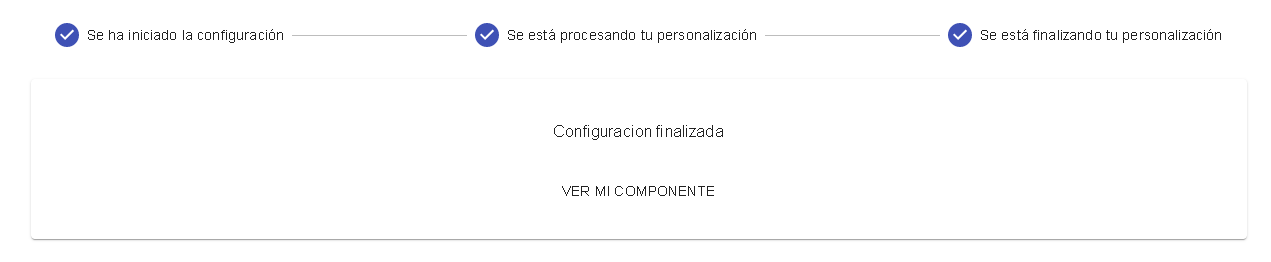 Se ha iniciado la configuración
Se está procesando tu personalización
Se está finalizando tu personalización
Configuracion finalizada
VER MI COMPONENTE